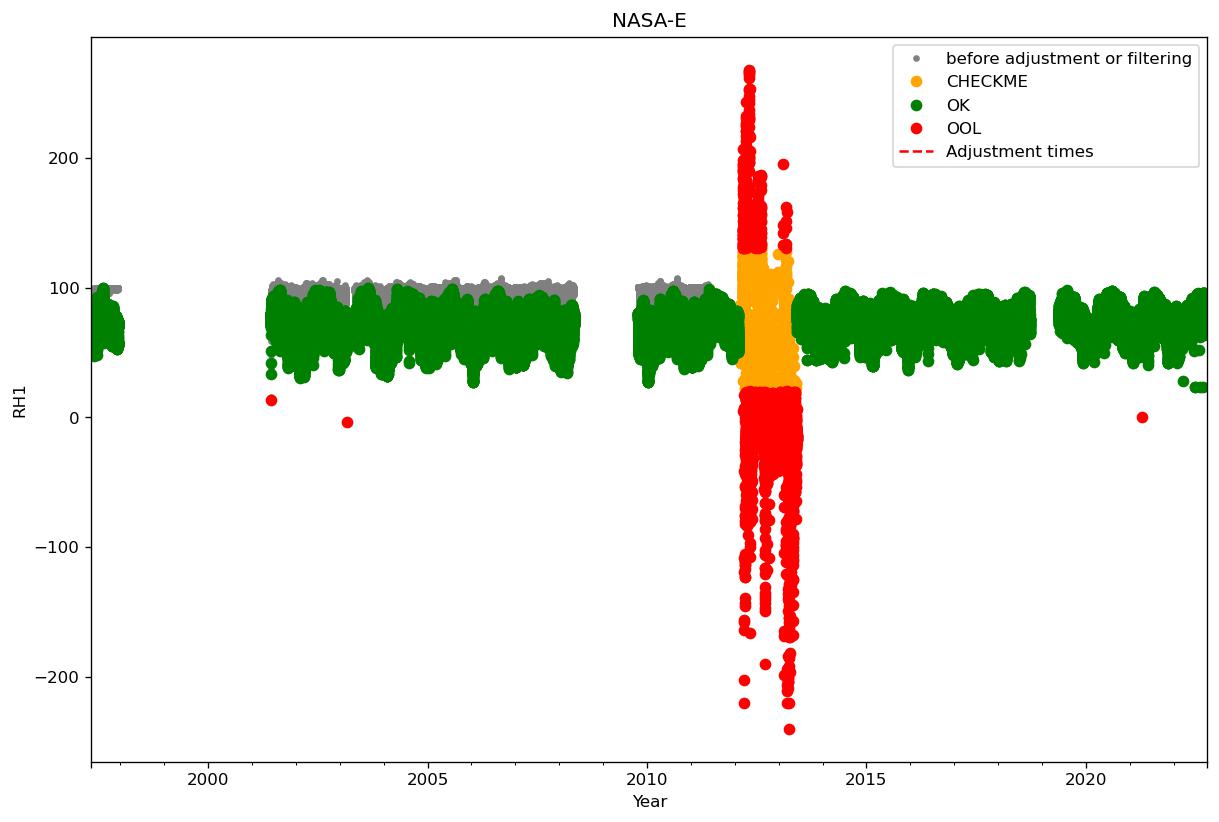 NASA-E
before adjustment or filtering
CHECKME
OK
OOL
Adjustment times
200
100
0
−100
−200
RH1
2000 2005 2010 2015 2020
Year